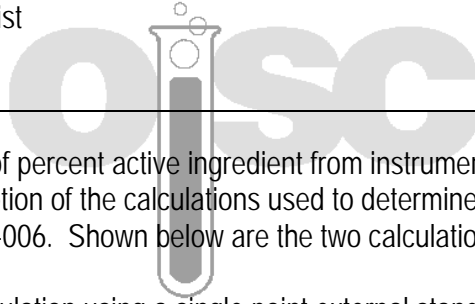 ist
OISC
of percent active ingredient from instrumen
tion of the calculations used to determine
-006. Shown below are the two calculatio
culation using a single point external stan